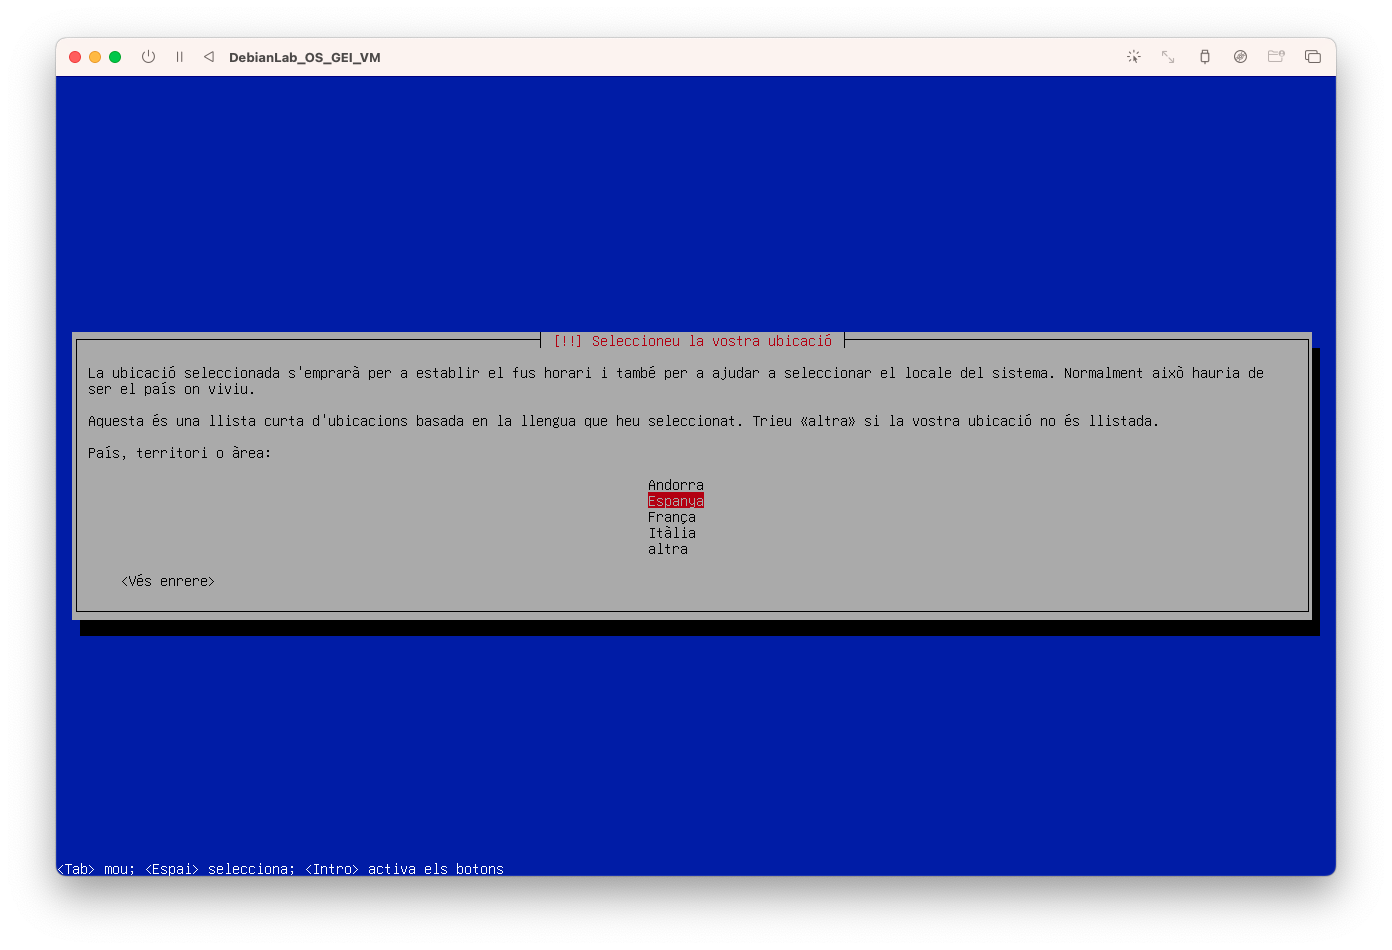 DebianLab_OS_GEI_VM
[!!] Seleccioneu la vostra ubicació
La ubicació seleccionada s'emprarà per a establir el fus horari i també per a ajudar a seleccionar el locale del sistema. Normalment això hauria de
ser el país on viviu.
Aquesta és una llista curta d'ubicacions basada en la llengua que heu seleccionat. Trieu «altra» si la vostra ubicació no és llistada.
País, territori o àrea:
Andorra
Espanya
França
Itàlia
altra
<Vés enrere>
<Tab> mou; <Espai> selecciona; <Intro> activa els botons